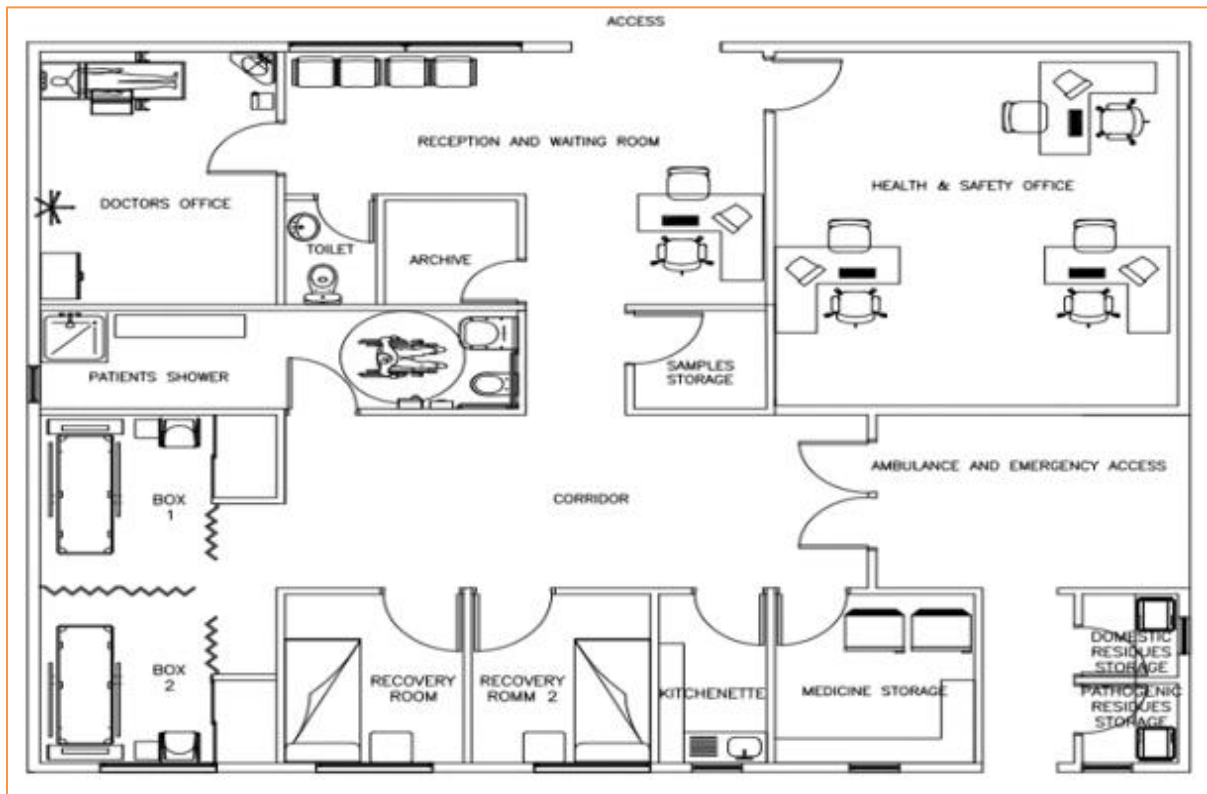 ACCESS
RECEPTION AND WAITING ROOM
HEALTH & SAFETY OFFICE
DOCTORS OFFICE
TOILET
ARCHIVE
PATIENTS SHOWER
SAMPLES
STORAGE
AMBULANCE AND EMERGENCY ACCESS
BOX
1
CORRIDOR
BOX
2
RECOVERY
ROOM
RECOVERY
ROMM 2
KITCHENETTE
MEDICINE STORAGE
DOMESTIC
RESIDUES
STORAGE
PATHOGENIC
RESIDUES
STORAGE